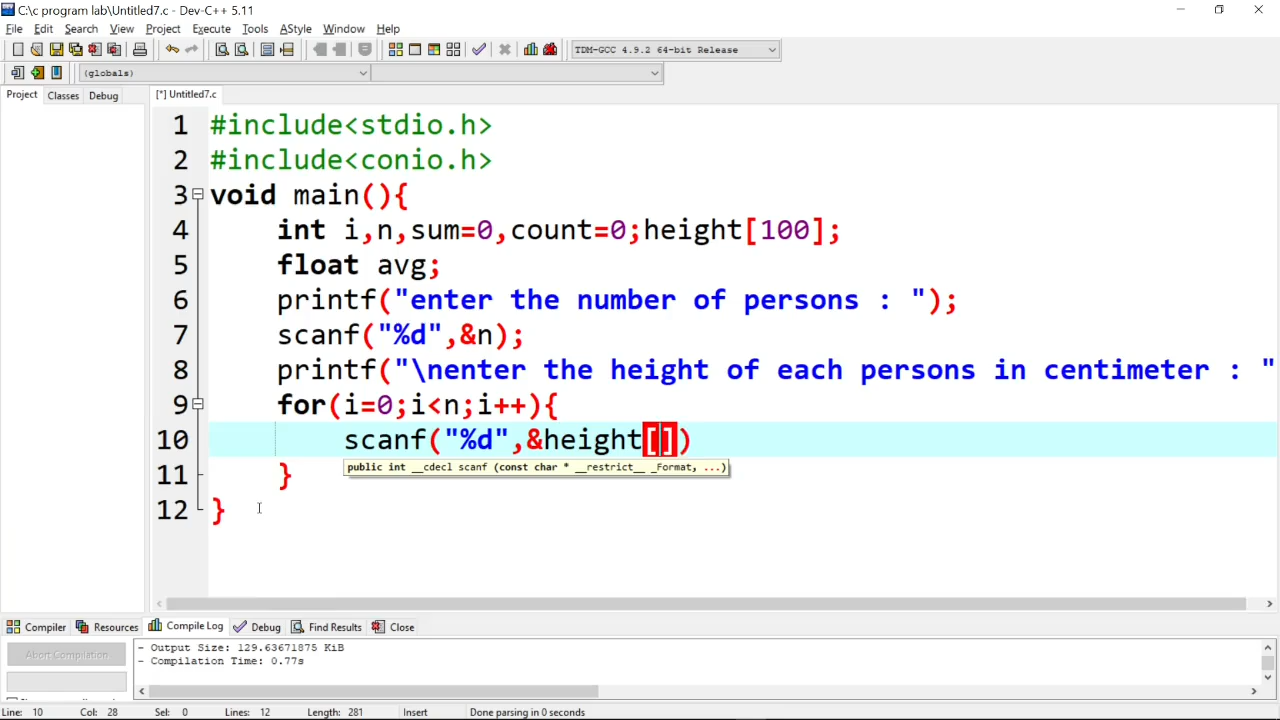 C:\c program lab\Untitled7.c - Dev-C++ 5.11
File Edit Search View Project Execute Tools AStyle Window Help
TDM-GCC 4.9.2 64-bit Release
(globals)
Project Classes Debug [*] Untitled7.c
1 #include<stdio.h>
2 #include<conio.h>
3 void main(){
4 int i,n,sum=0,count=0;height[100];
5 float avg;
6 printf("enter the number of persons : ");
7 scanf("%d",&n);
8 printf("\nenter the height of each persons in centimeter : "
9 for(i=0;i<n;i++){
10 scanf("%d",&height[])
public int __cdecl scanf (const char * __restrict__ _Format, ...)
11 }
12 }
Compiler Resources Compile Log Debug Find Results Close
Abort Compilation
- Output Size: 129.63671875 KiB
- Compilation Time: 0.77s
Line: 10 Col: 28 Sel: 0 Lines: 12 Length: 281 Insert Done parsing in 0 seconds